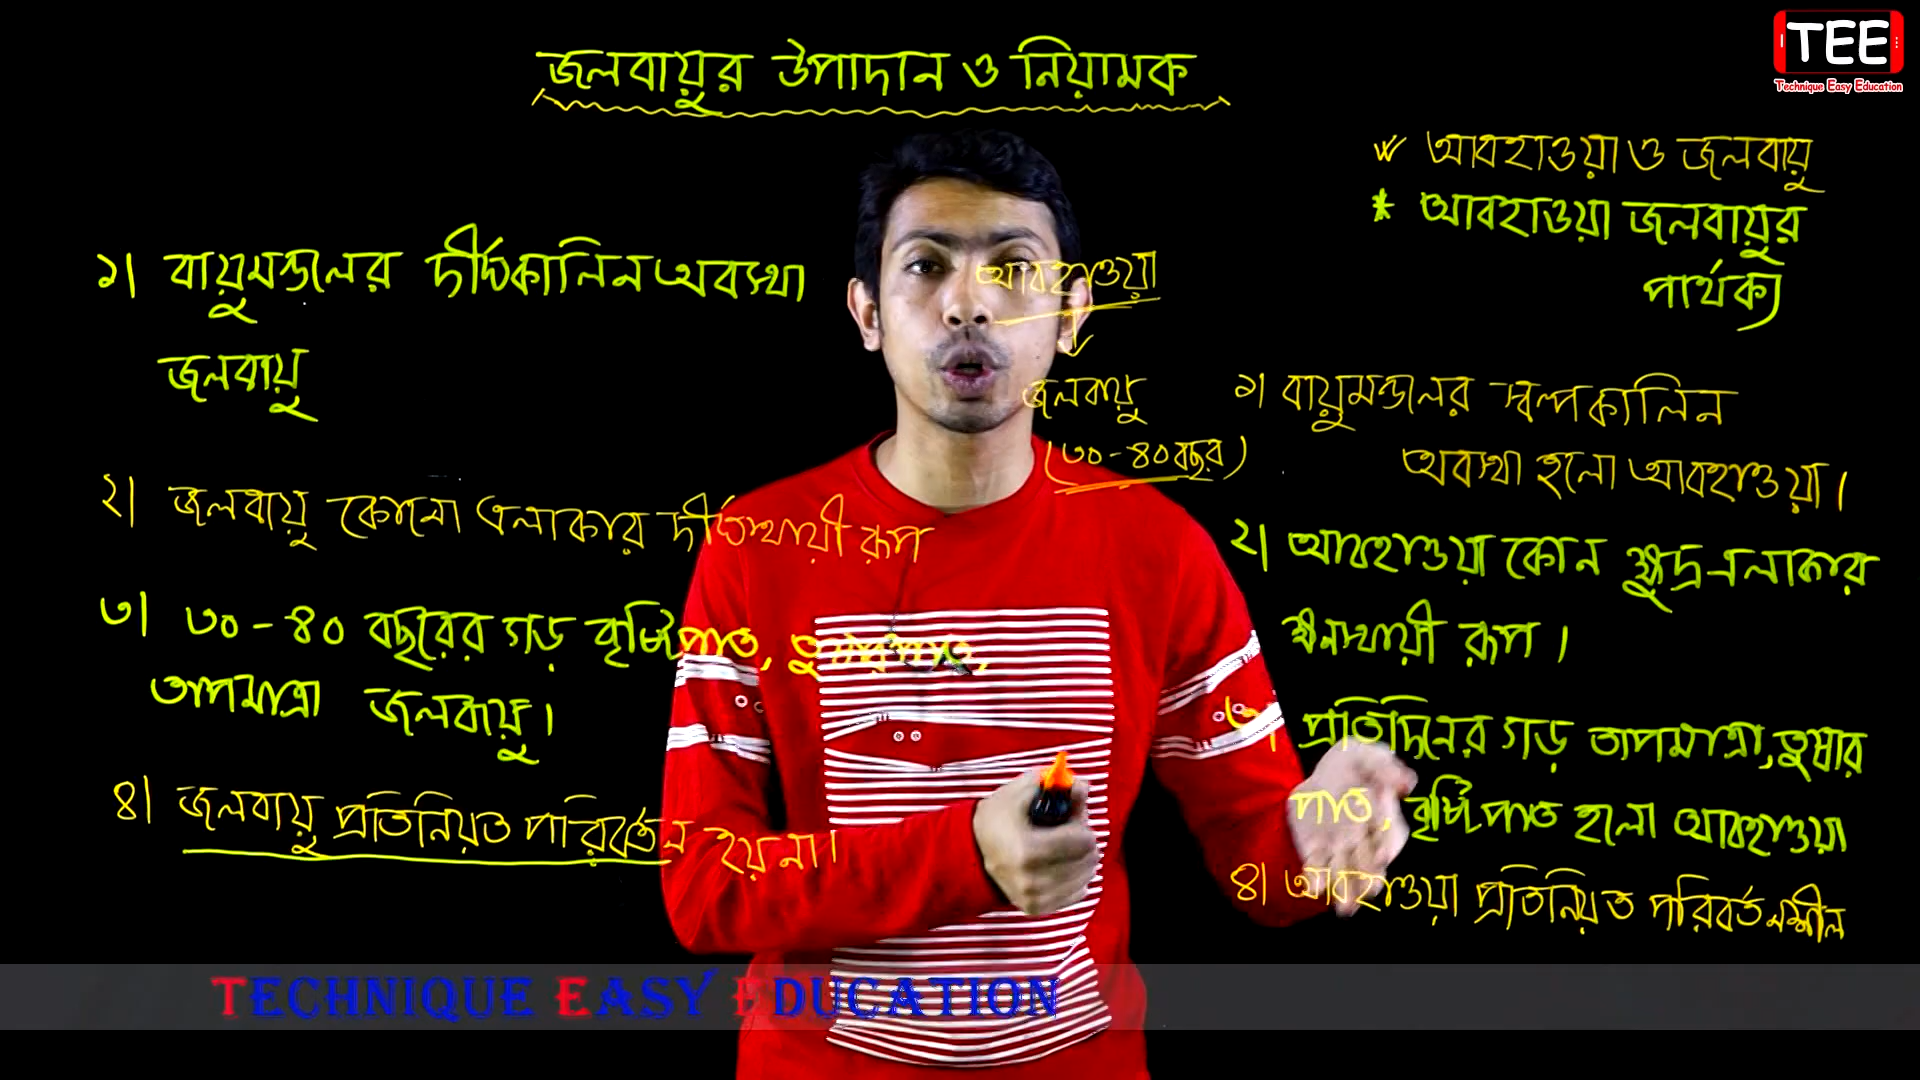 জলবায়ুর উপাদান ও নিয়ামক
TEE
Technique Easy Education
আবহাওয়া ও জলবায়ু
* আবহাওয়া জলবায়ুর
পার্থক্য
১। বায়ুমন্ডলের দীর্ঘকালিন অবস্থা
জলবায়ু
২। জলবায়ু কোনো এলাকার দীর্ঘস্থায়ী রূপ
৩। ৩০-৪০ বছরের গড় বৃষ্টিপাত, তুষারপাত,
তাপমাত্রা জলবায়ু।
৪। জলবায়ু প্রতিনিয়ত পরিবর্তন হয় না।
আবহাওয়া
জলবায়ু
(৩০-৪০ বছর)
১। বায়ুমন্ডলের স্বল্পকালিন
অবস্থা হলো আবহাওয়া।
২। আবহাওয়া কোন ক্ষুদ্র এলাকার
ক্ষনস্থায়ী রূপ।
৩। প্রতিদিনের গড় তাপমাত্রা, তুষার
পাত, বৃষ্টিপাত হলো আবহাওয়া
৪। আবহাওয়া প্রতিনিয়ত পরিবর্তনশীল
TECHNIQUE EASY EDUCATION